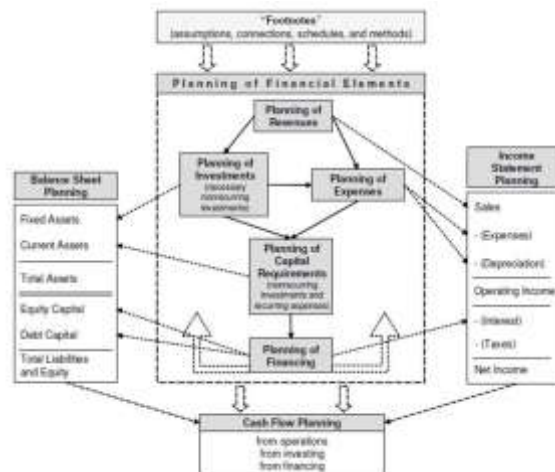 "Footnotes"
(assumptions, connections, schedules, and methods)
Planning of Financial Elements
Planning of
Revenues
Planning of
Investments
(necessary
nonrecurring
investments)
Planning of
Expenses
Planning of
Capital
Requirements
(nonrecurring
investments and
recurring expenses)
Planning of
Financing
Balance Sheet
Planning
Fixed Assets
Current Assets
Total Assets
Equity Capital
Debt Capital
Total Liabilities
and Equity
Income
Statement
Planning
Sales
- (Expenses)
- (Depreciation)
Operating Income
- (Interest)
- (Taxes)
Net Income
Cash Flow Planning
from operations
from investing
from financing